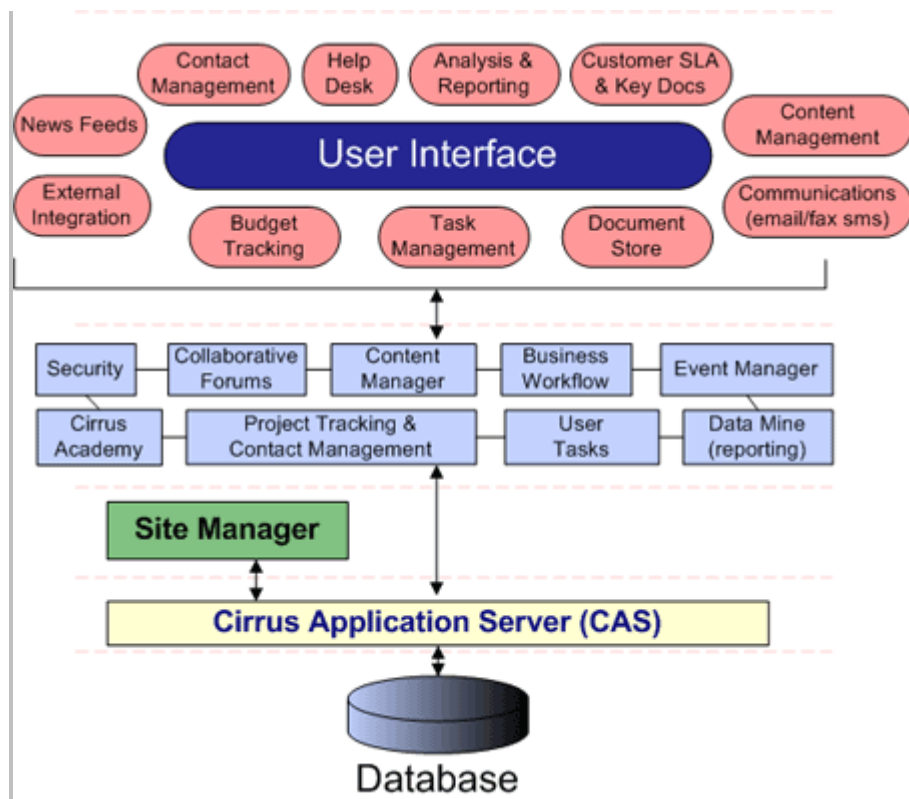 Contact
Management
Help
Desk
Analysis &
Reporting
Customer SLA
& Key Docs
News Feeds
Content
Management
User Interface
External
Integration
Communications
(email/fax sms)
Budget
Tracking
Task
Management
Document
Store
Security
Collaborative
Forums
Content
Manager
Business
Workflow
Event Manager
Cirrus
Academy
Project Tracking &
Contact Management
User
Tasks
Data Mine
(reporting)
Site Manager
Cirrus Application Server (CAS)
Database